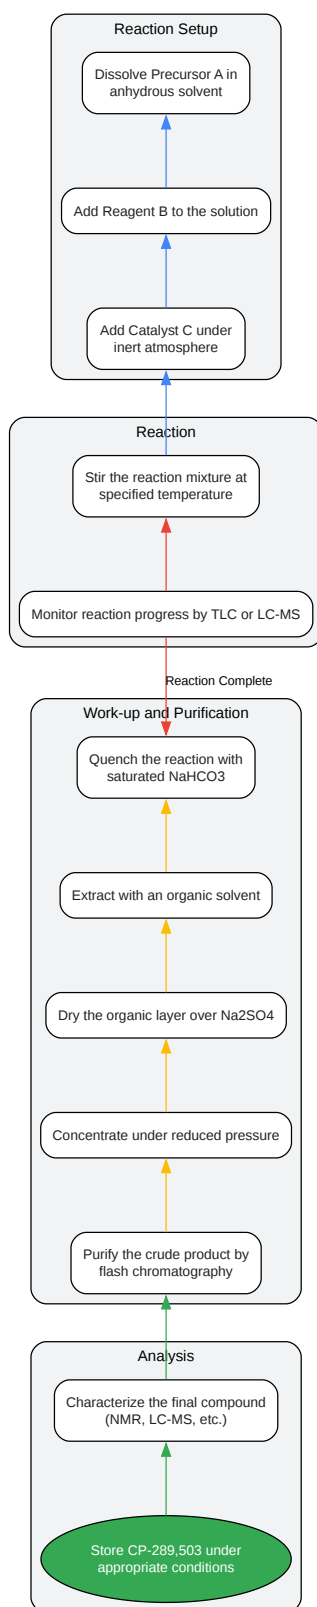 Reaction Setup
Dissolve Precursor A in
anhydrous solvent
Add Reagent B to the solution
Add Catalyst C under
inert atmosphere
Reaction
Stir the reaction mixture at
specified temperature
Monitor reaction progress by TLC or LC-MS
Reaction Complete
Work-up and Purification
Quench the reaction with
saturated NaHCO3
Extract with an organic solvent
Dry the organic layer over Na2SO4
Concentrate under reduced pressure
Purify the crude product by
flash chromatography
Analysis
Characterize the final compound
(NMR, LC-MS, etc.)
Store CP-289,503 under
appropriate conditions